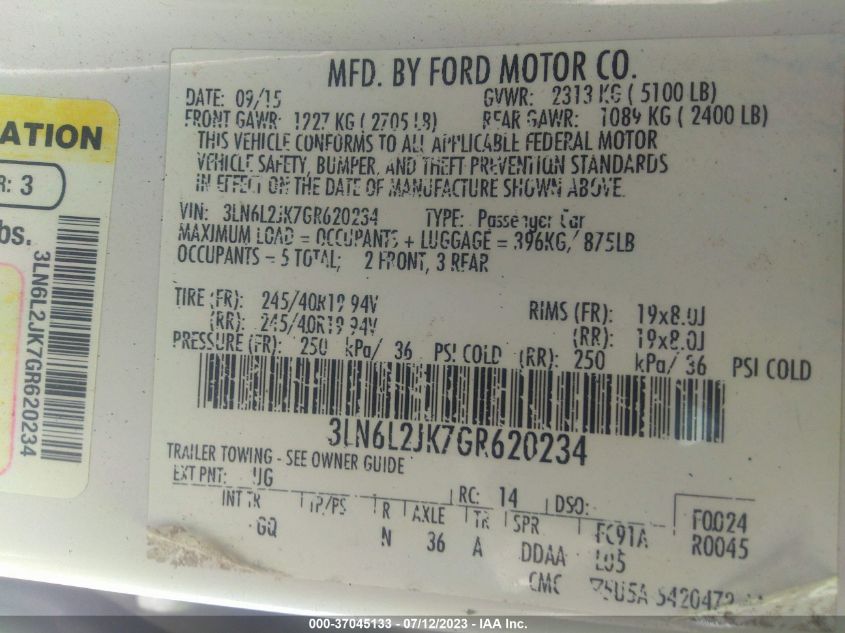 MFD. BY FORD MOTOR CO.
DATE: 09/15 GVWR: 2313 KG ( 5100 LB)
FRONT GAWR: 1227 KG ( 2705 LB) REAR GAWR: 1089 KG ( 2400 LB)
THIS VEHICLE CONFORMS TO ALL APPLICABLE FEDERAL MOTOR
VEHICLE SAFETY, BUMPER, AND THEFT PREVENTION STANDARDS
IN EFFECT ON THE DATE OF MANUFACTURE SHOWN ABOVE.
VIN: 3LN6L2JK7GR620234 TYPE: Passenger Car
MAXIMUM LOAD = OCCUPANTS + LUGGAGE = 396KG/ 875LB
OCCUPANTS = 5 TOTAL; 2 FRONT, 3 REAR
TIRE (FR): 245/40R19 94V RIMS (FR): 19x8.0J
(RR): 245/40R19 94V (RR): 19x8.0J
PRESSURE (FR): 250 kPa/ 36 PSI COLD (RR): 250 kPa/ 36 PSI COLD
3LN6L2JK7GR620234
TRAILER TOWING - SEE OWNER GUIDE
EXT PNT: UG RC: 14 DSO:
INT TR TP/PS R AXLE TR SPR FC91A F0024
GQ N 36 A DDAA L05 R0045
CMC
ATION
R: 3
bs.
3LN6L2JK7GR620234
000-37045133 - 07/12/2023 - IAA Inc.